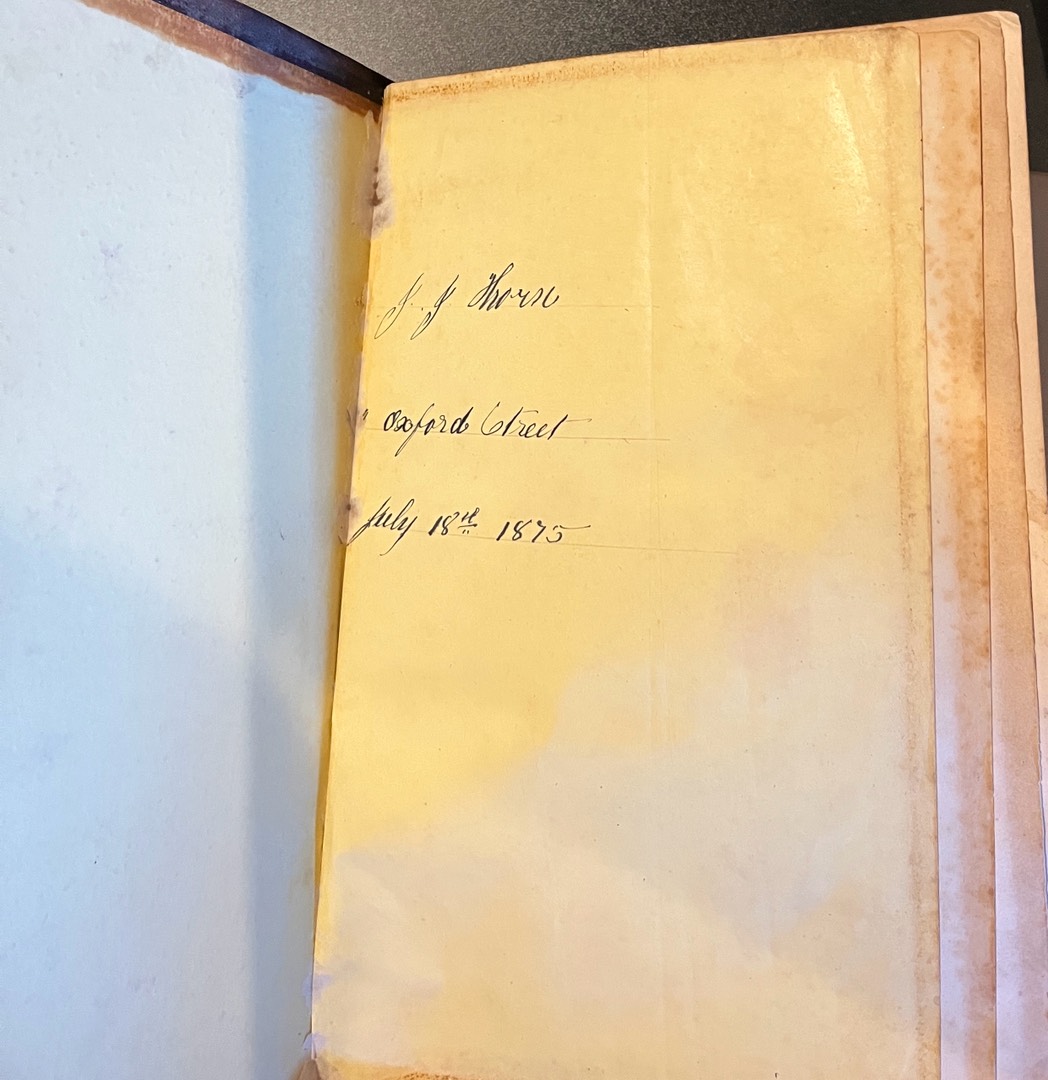 J. J Thorn
" Oxford Street
July 18th 1875